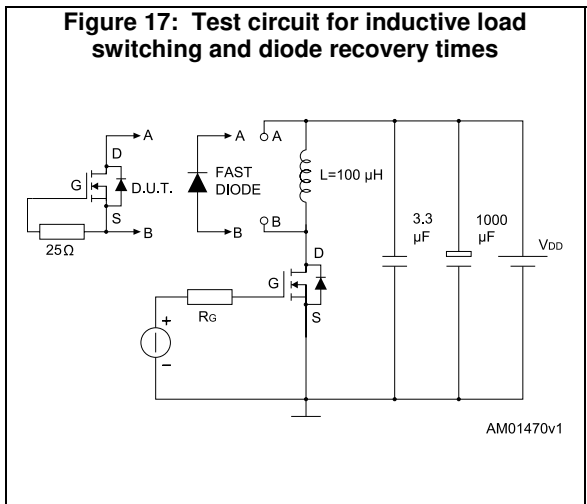 Figure 17: Test circuit for inductive load
switching and diode recovery times
A
D
G
D.U.T.
S
B
25Ω
A
FAST
DIODE
B
A
L=100 µH
B
D
G
S
RG
+
-
3.3
µF
1000
µF
VDD
AM01470v1